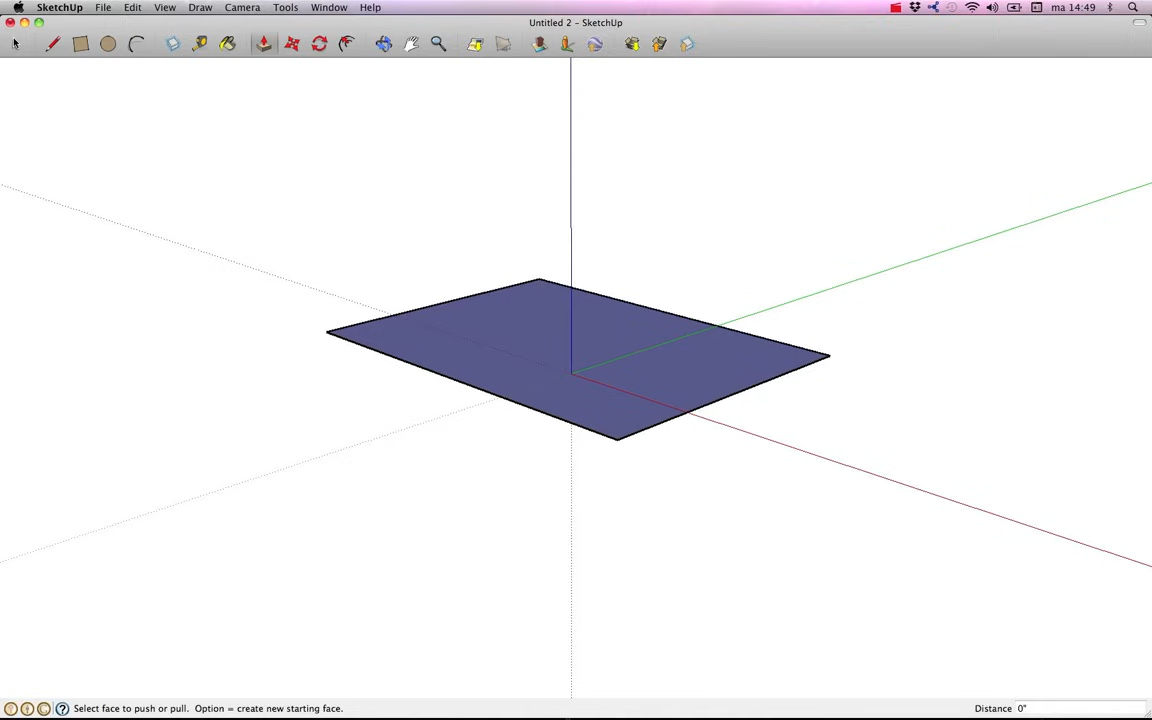 SketchUp File Edit View Draw Camera Tools Window Help ma 14:49
Untitled 2 – SketchUp
Select face to push or pull. Option = create new starting face. Distance 0"